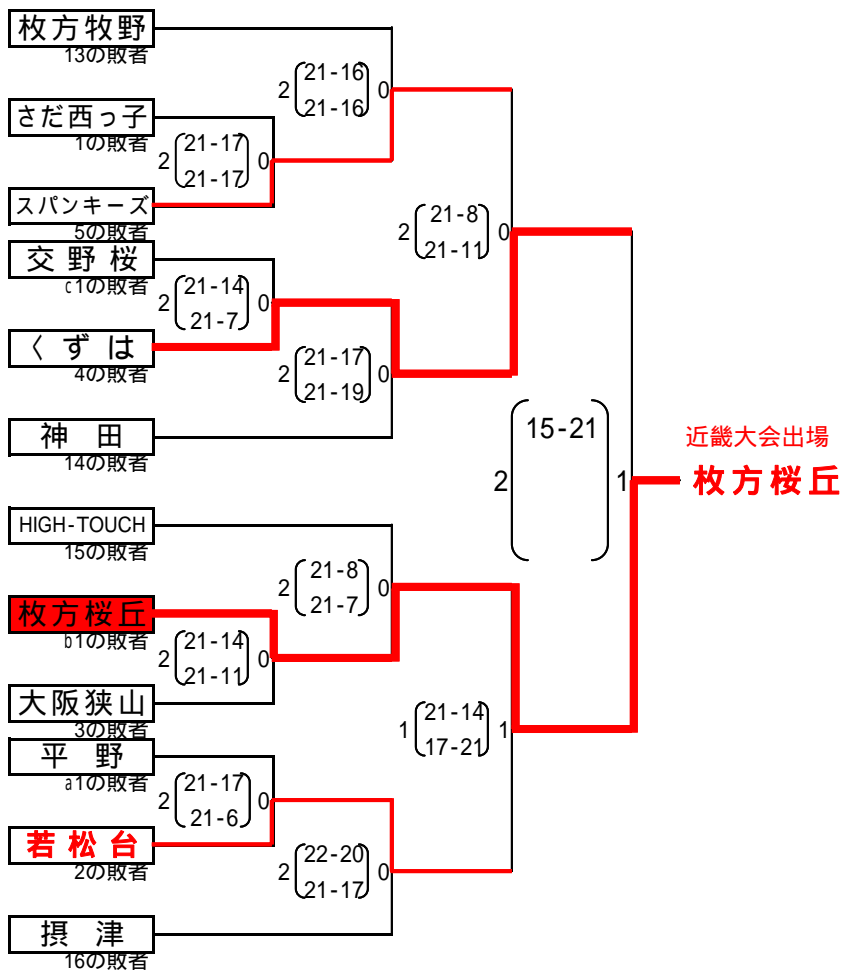 枚方牧野
13の敗者
さだ西っ子
1の敗者
スパンキーズ
5の敗者
交野桜
c1の敗者
くずは
4の敗者
神田
14の敗者
HIGH-TOUCH
15の敗者
枚方桜丘
b1の敗者
大阪狭山
3の敗者
平野
a1の敗者
若松台
2の敗者
摂津
16の敗者
2 21-17 0
21-17
2 21-14 0
21-7
2 21-14 0
21-11
2 21-17 0
21-6
2 21-16 0
21-16
2 21-17 0
21-19
2 21-8 0
21-7
2 22-20 0
21-17
2 21-8 0
21-11
1 21-14 1
17-21
15-21
2 1
近畿大会出場
枚方桜丘